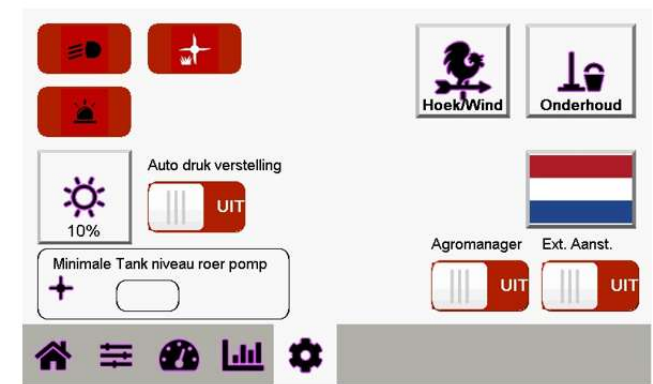 Hoek/Wind
Onderhoud
10%
Auto druk verstelling
UIT
Minimale Tank niveau roer pomp
Agromanager
Ext. Aanst.
UIT
UIT